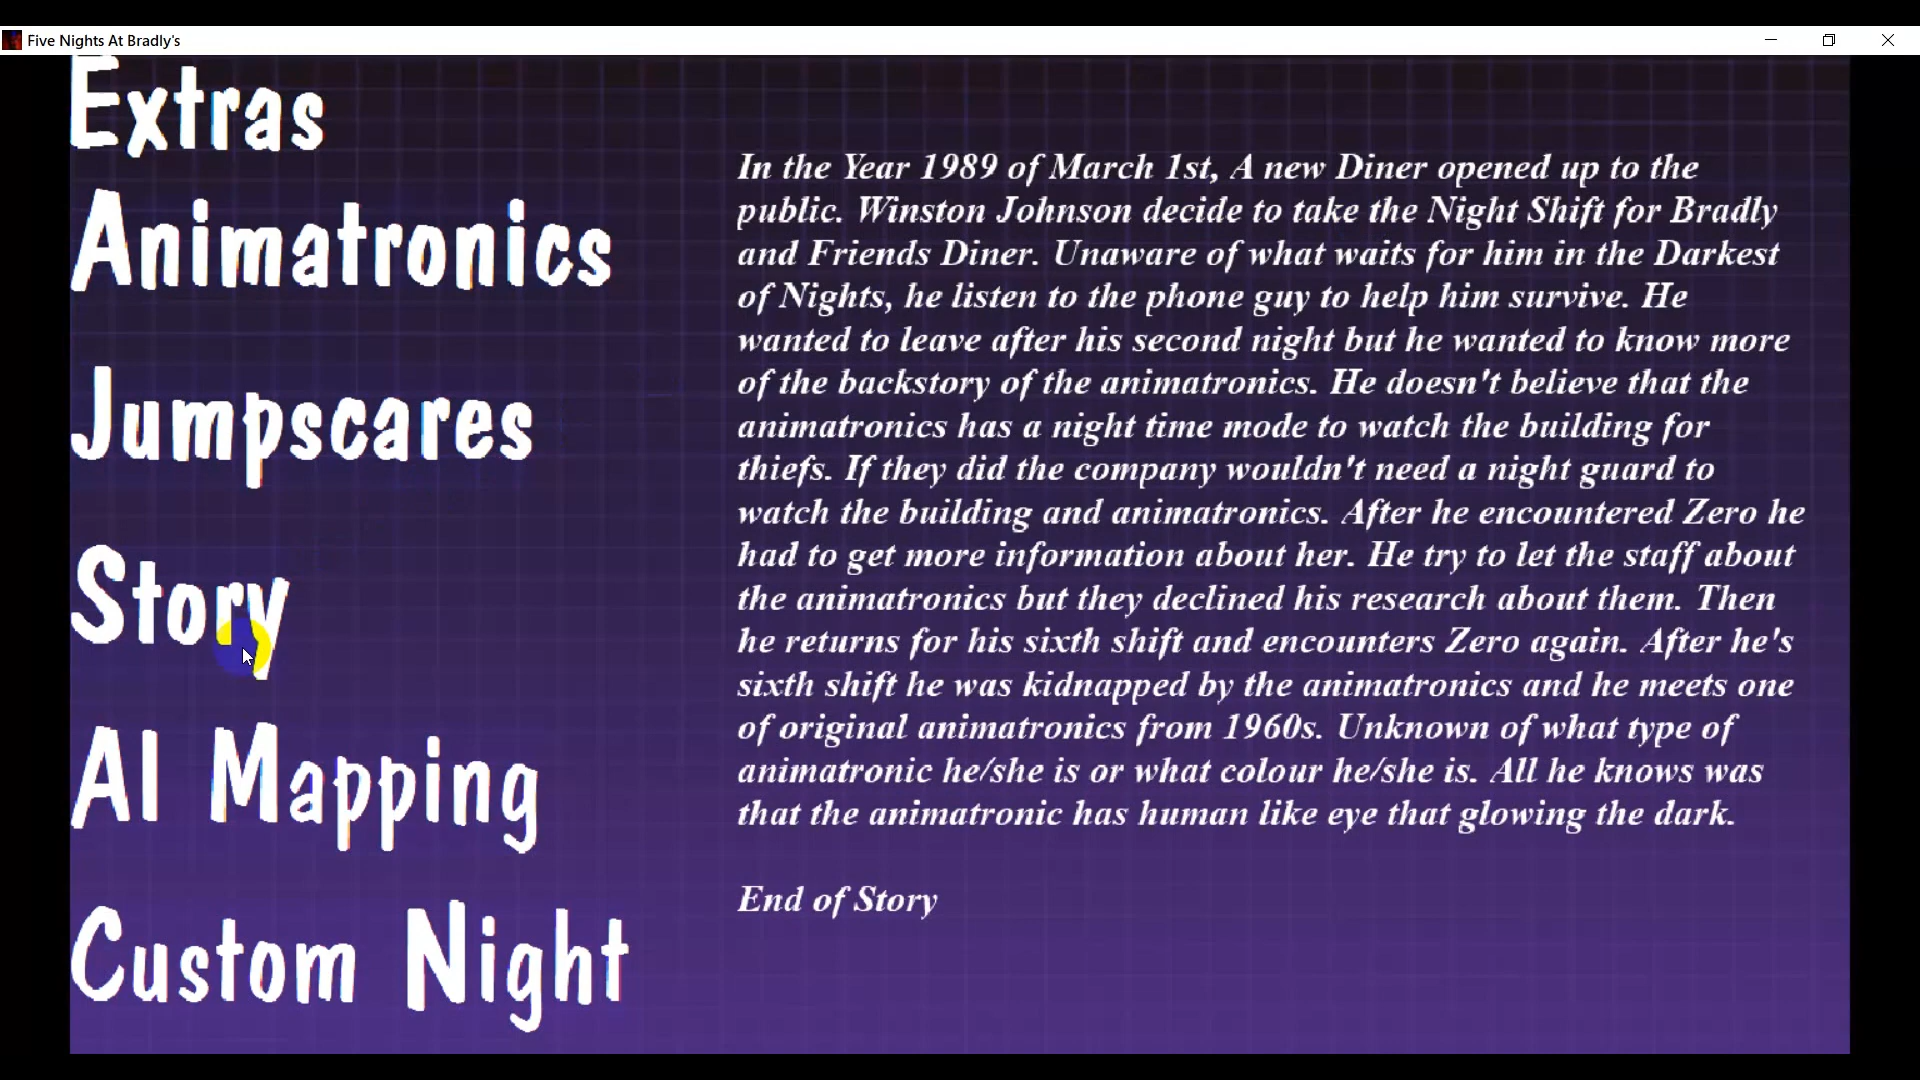 Five Nights At Bradly's
Extras
Animatronics
Jumpscares
Story
AI Mapping
Custom Night
In the Year 1989 of March 1st, A new Diner opened up to the
public. Winston Johnson decide to take the Night Shift for Bradly
and Friends Diner. Unaware of what waits for him in the Darkest
of Nights, he listen to the phone guy to help him survive. He
wanted to leave after his second night but he wanted to know more
of the backstory of the animatronics. He doesn't believe that the
animatronics has a night time mode to watch the building for
thiefs. If they did the company wouldn't need a night guard to
watch the building and animatronics. After he encountered Zero he
had to get more information about her. He try to let the staff about
the animatronics but they declined his research about them. Then
he returns for his sixth shift and encounters Zero again. After he's
sixth shift he was kidnapped by the animatronics and he meets one
of original animatronics from 1960s. Unknown of what type of
animatronic he/she is or what colour he/she is. All he knows was
that the animatronic has human like eye that glowing the dark.
End of Story